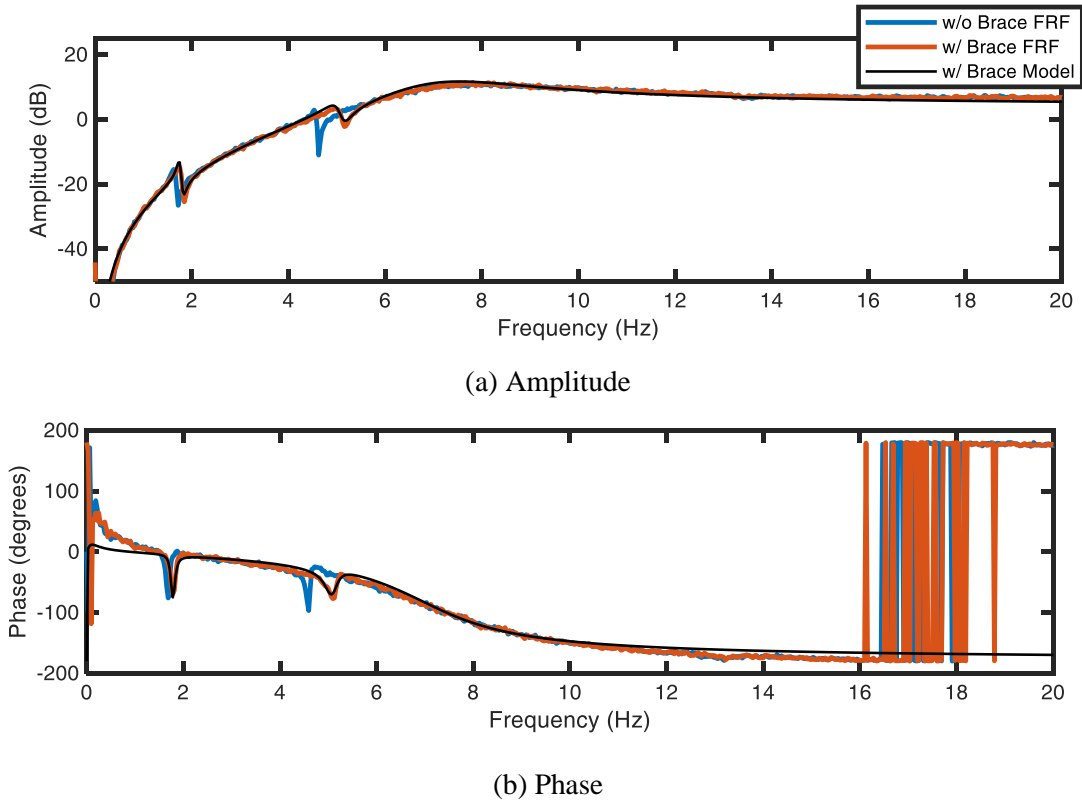 w/o Brace FRF
w/ Brace FRF
w/ Brace Model
20
0
-20
-40
Amplitude (dB)
0 2 4 6 8 10 12 14 16 18 20
Frequency (Hz)
(a) Amplitude
200
100
0
-100
-200
Phase (degrees)
0 2 4 6 8 10 12 14 16 18 20
Frequency (Hz)
(b) Phase